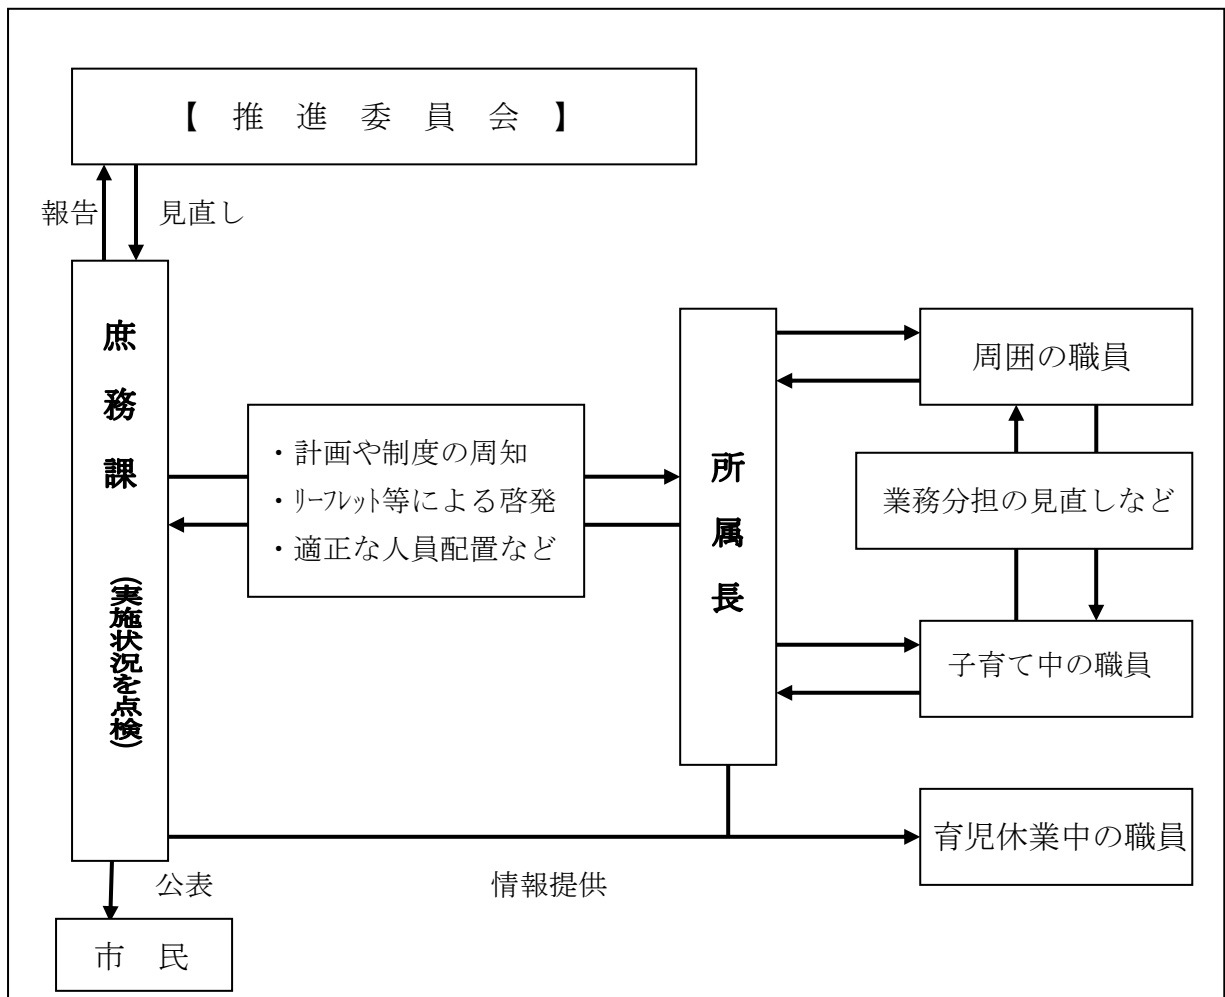 【 推 進 委 員 会 】
報告
見直し
庶務課
(実施状況を点検)
・計画や制度の周知
・ﾘｰﾌﾚｯﾄ等による啓発
・適正な人員配置など
所属長
周囲の職員
業務分担の見直しなど
子育て中の職員
育児休業中の職員
公表
情報提供
市 民